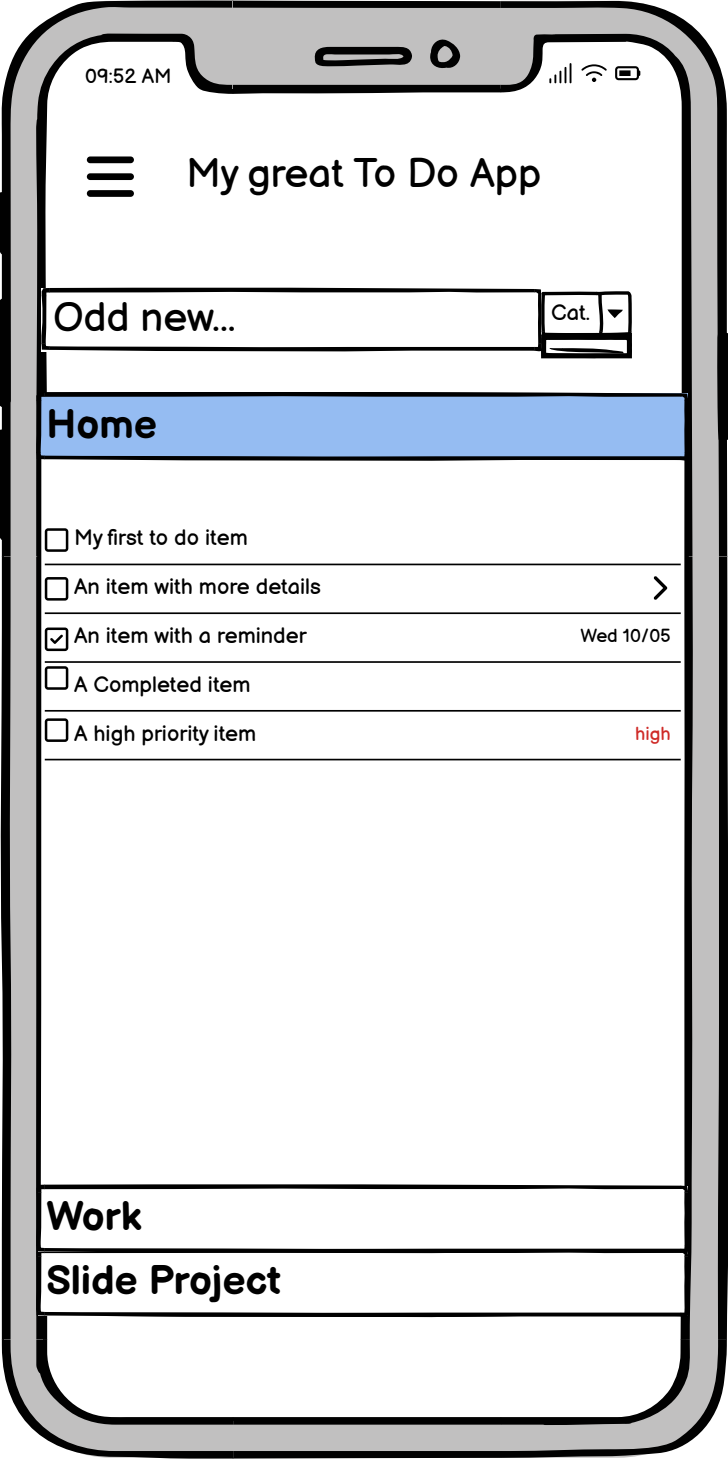 09:52 AM
My great To Do App
Odd new...
Cat.
Home
My first to do item
An item with more details
An item with a reminder Wed 10/05
A Completed item
A high priority item high
Work
Slide Project